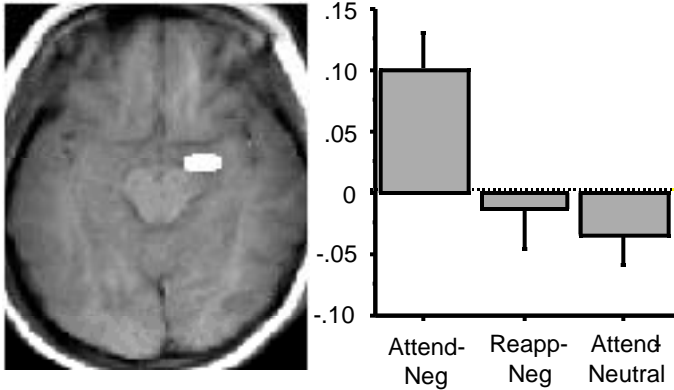 .15
.10
.05
0
-.05
-.10
Attend-
Neg
Reapp-
Neg
Attend-
Neutral